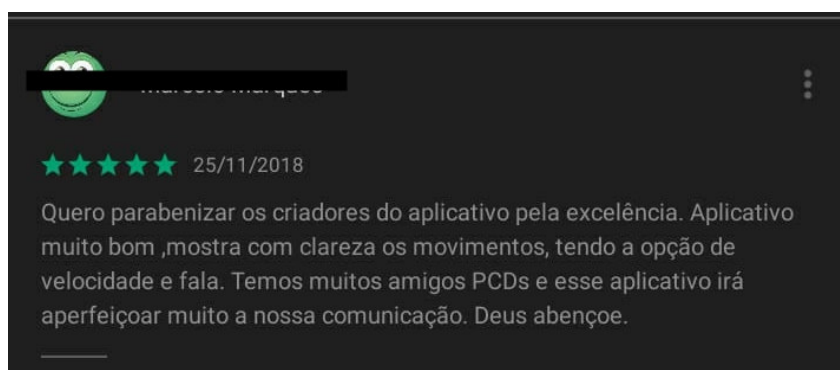 25/11/2018
Quero parabenizar os criadores do aplicativo pela excelência. Aplicativo
muito bom ,mostra com clareza os movimentos, tendo a opção de
velocidade e fala. Temos muitos amigos PCDs e esse aplicativo irá
aperfeiçoar muito a nossa comunicação. Deus abençoe.